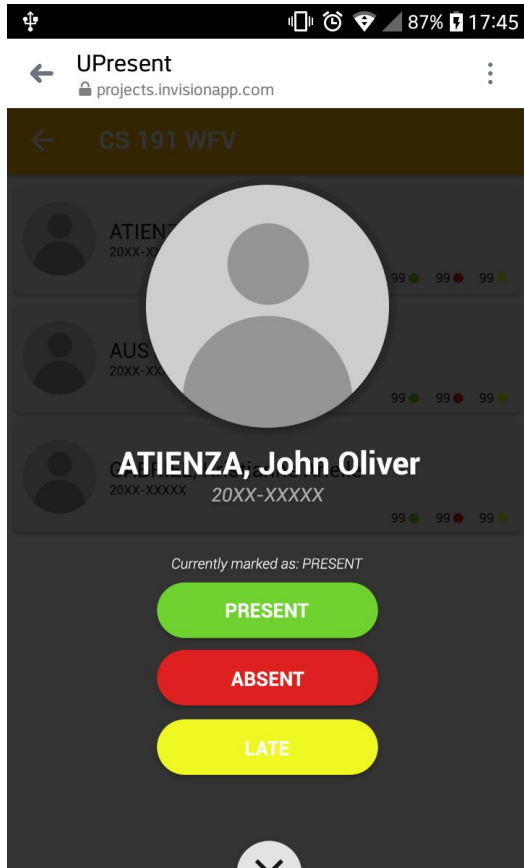 87% 17:45
UPresent
projects.invisionapp.com
CS 191 WFV
ATIEN
20XX-X
99 99 99
AUS
20XX-XX
99 99 99
ATIENZA, John Oliver
20XX-XXXXX
20XX-XXXXX
99 99 99
Currently marked as: PRESENT
PRESENT
ABSENT
LATE